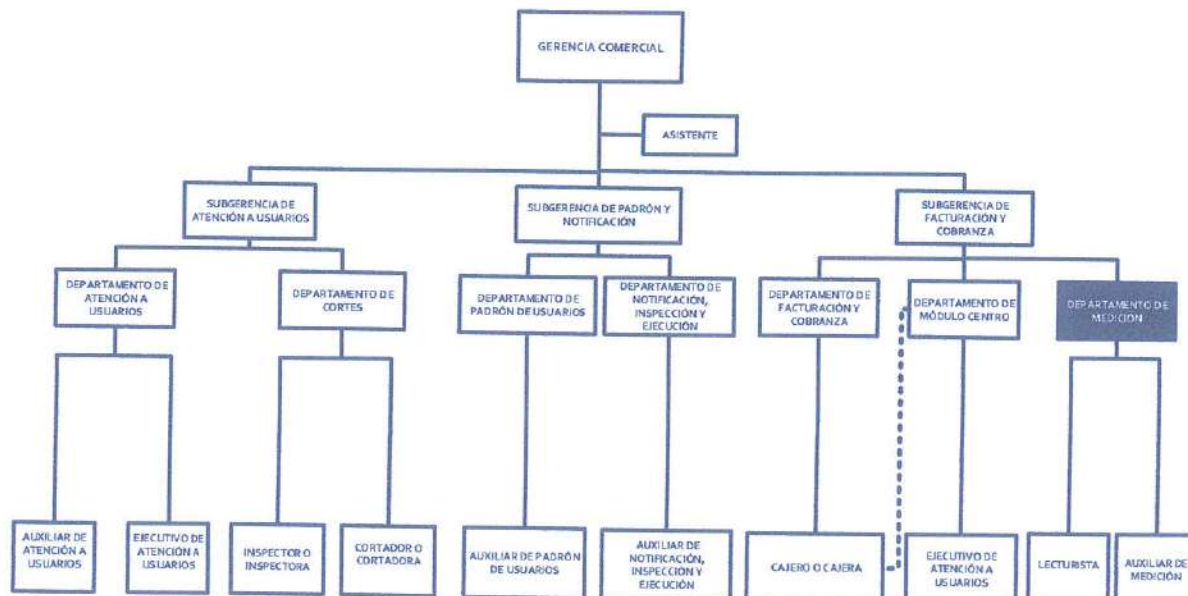 GERENCIA COMERCIAL
ASISTENTE
SUBGERENCIA DE
ATENCIÓN A USUARIOS
SUBGERENCIA DE PADRÓN Y
NOTIFICACIÓN
SUBGERENCIA DE
FACTURACIÓN Y
COBRANZA
DEPARTAMENTO DE
ATENCIÓN A
USUARIOS
DEPARTAMENTO DE
CORTES
DEPARTAMENTO DE
PADRÓN DE USUARIOS
DEPARTAMENTO DE
NOTIFICACIÓN,
INSPECCIÓN Y
EJECUCIÓN
DEPARTAMENTO DE
FACTURACIÓN Y
COBRANZA
DEPARTAMENTO DE
MÓDULO CENTRO
DEPARTAMENTO DE
MEDICIÓN
AUXILIAR DE
ATENCIÓN A
USUARIOS
EJECUTIVO DE
ATENCIÓN A
USUARIOS
INSPECTOR O
INSPECTORA
CORTADOR O
CORTADORA
AUXILIAR DE PADRÓN
DE USUARIOS
AUXILIAR DE
NOTIFICACIÓN,
INSPECCIÓN Y
EJECUCIÓN
CAJERO O CAJERA
EJECUTIVO DE
ATENCIÓN A
USUARIOS
LECTURISTA
AUXILIAR DE
MEDICIÓN